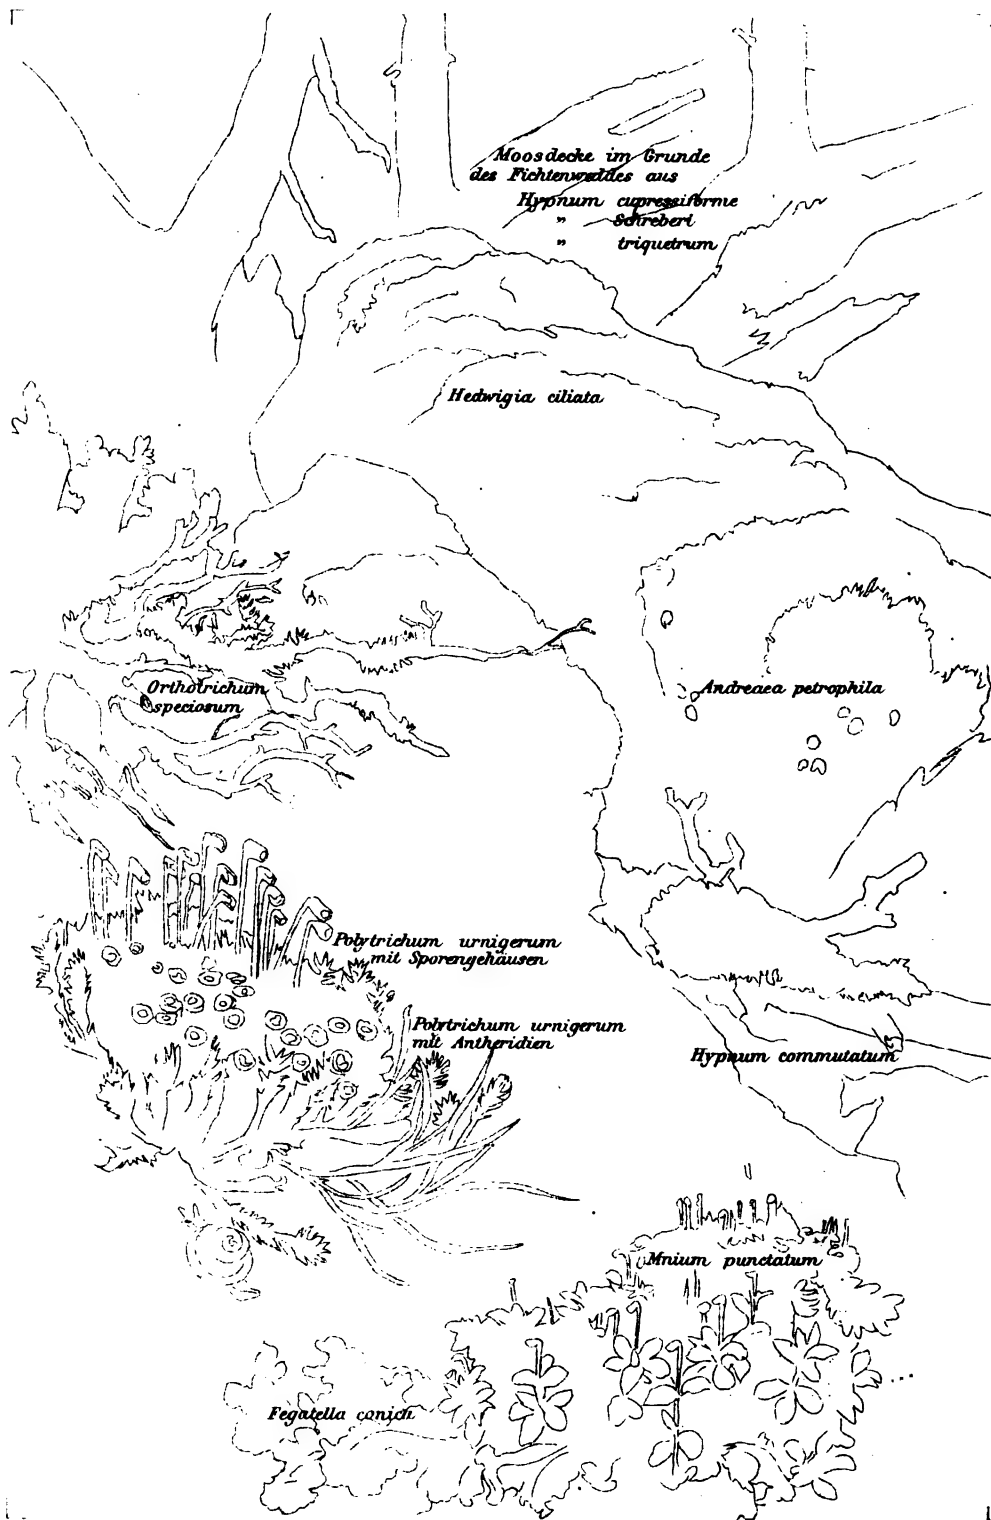 Moosdecke im Grunde
des Fichtenwaldes aus
Hypnum cupressiforme
" Schreberi
" triquetrum
Hedwigia ciliata
Orthotrichum
speciosum
Andreaea petrophila
Polytrichum urnigerum
mit Sporengehäusen
Polytrichum urnigerum
mit Antheridien
Hypnum commutatum
Mnium punctatum
Fegatella conica